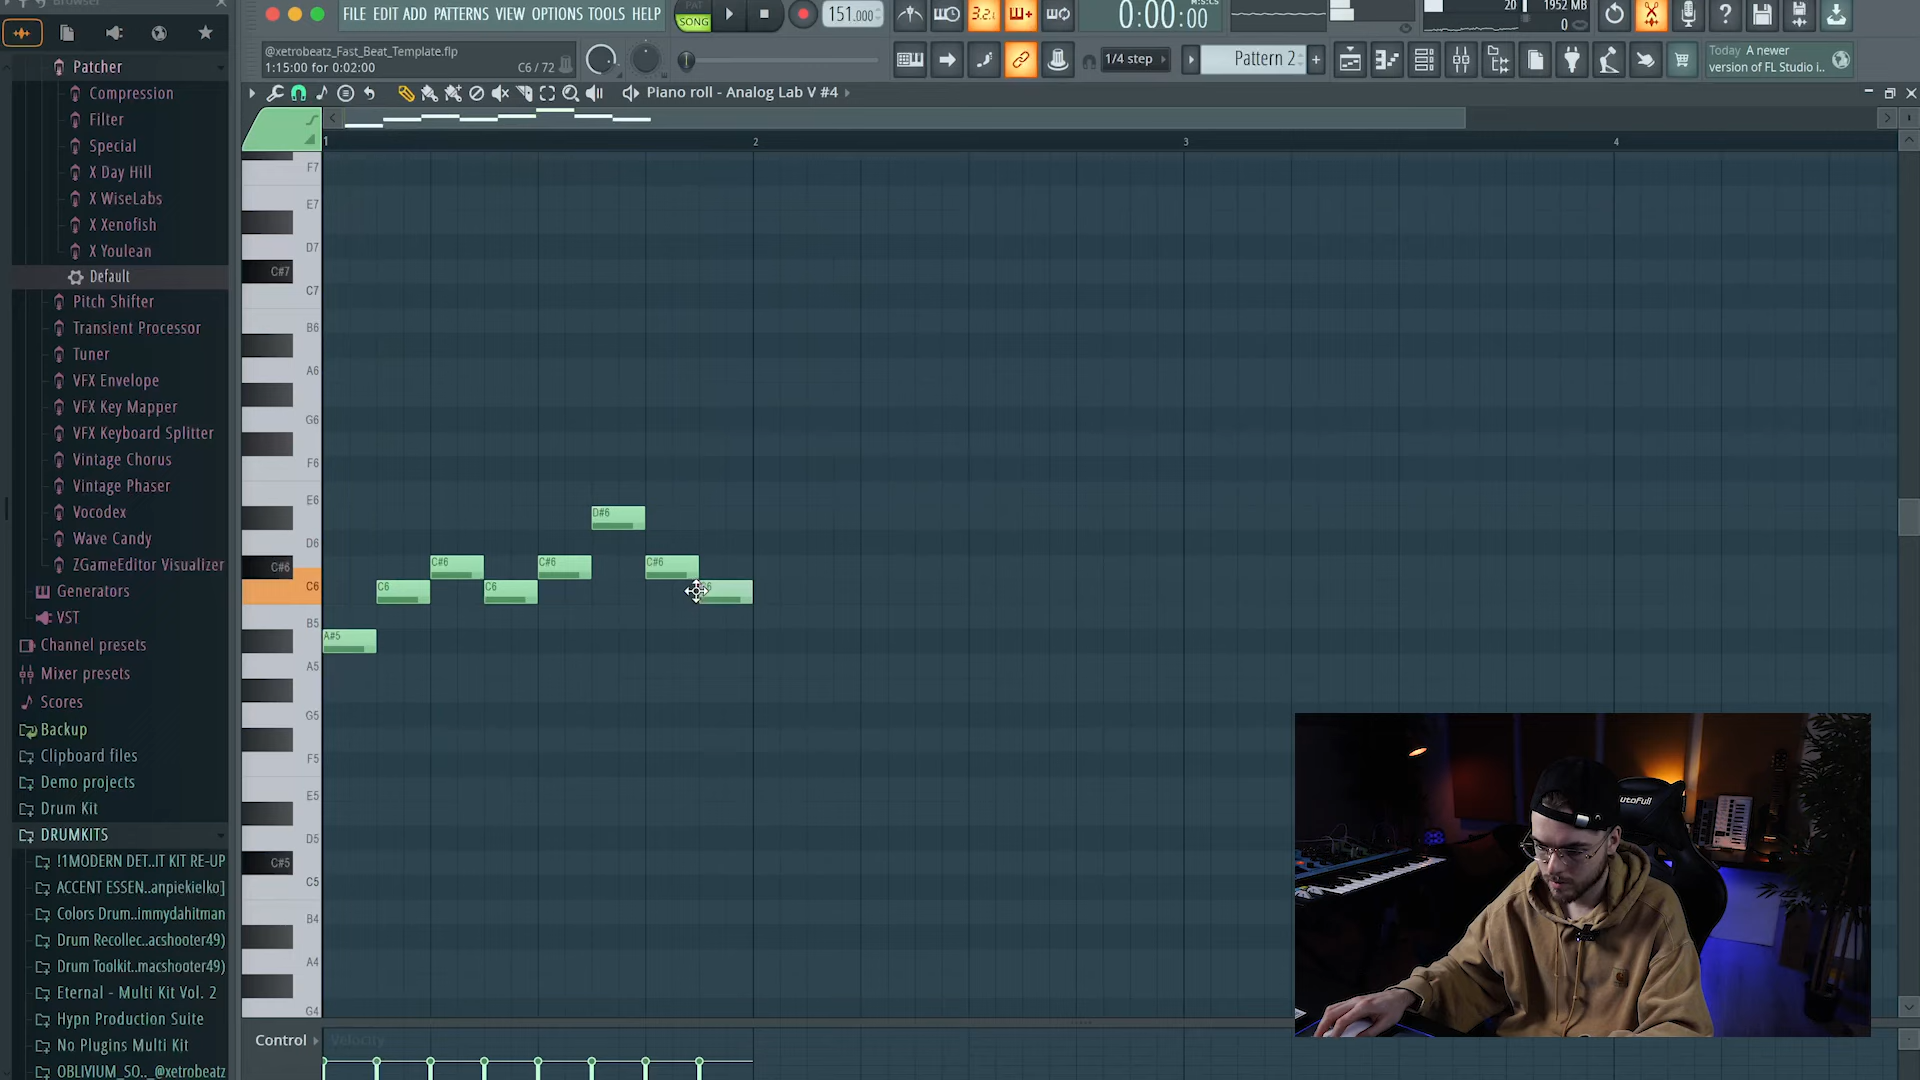 Browser
FILE EDIT ADD PATTERNS VIEW OPTIONS TOOLS HELP
PAT
SONG
151.000
3.2.
0:00:00
M:S:CS
20
1952 MB
0
@xetrobeatz_Fast_Beat_Template.flp
1:15:00 for 0:02:00
C6 / 72
1/4 step
Pattern 2
+
Today A newer
version of FL Studio i..
Piano roll - Analog Lab V #4
1
2
3
4
Patcher
Compression
Filter
Special
X Day Hill
X WiseLabs
X Xenofish
X Youlean
Default
Pitch Shifter
Transient Processor
Tuner
VFX Envelope
VFX Key Mapper
VFX Keyboard Splitter
Vintage Chorus
Vintage Phaser
Vocodex
Wave Candy
ZGameEditor Visualizer
Generators
VST
Channel presets
Mixer presets
Scores
Backup
Clipboard files
Demo projects
Drum Kit
DRUMKITS
!1MODERN DET..IT KIT RE-UP
ACCENT ESSEN..anpiekielko]
Colors Drum..immydahitman
Drum Recollec..acshooter49)
Drum Toolkit..macshooter49)
Eternal - Multi Kit Vol. 2
Hypn Production Suite
No Plugins Multi Kit
OBLIVIUM_SO.._@xetrobeatz
F7
E7
D7
C#7
C7
B6
A6
G6
F6
E6
D6
C#6
C6
B5
A5
G5
F5
E5
D5
C#5
C5
B4
A4
G4
D#6
C#6
C#6
C#6
C6
C6
A#5
Control
Velocity
AutoFull